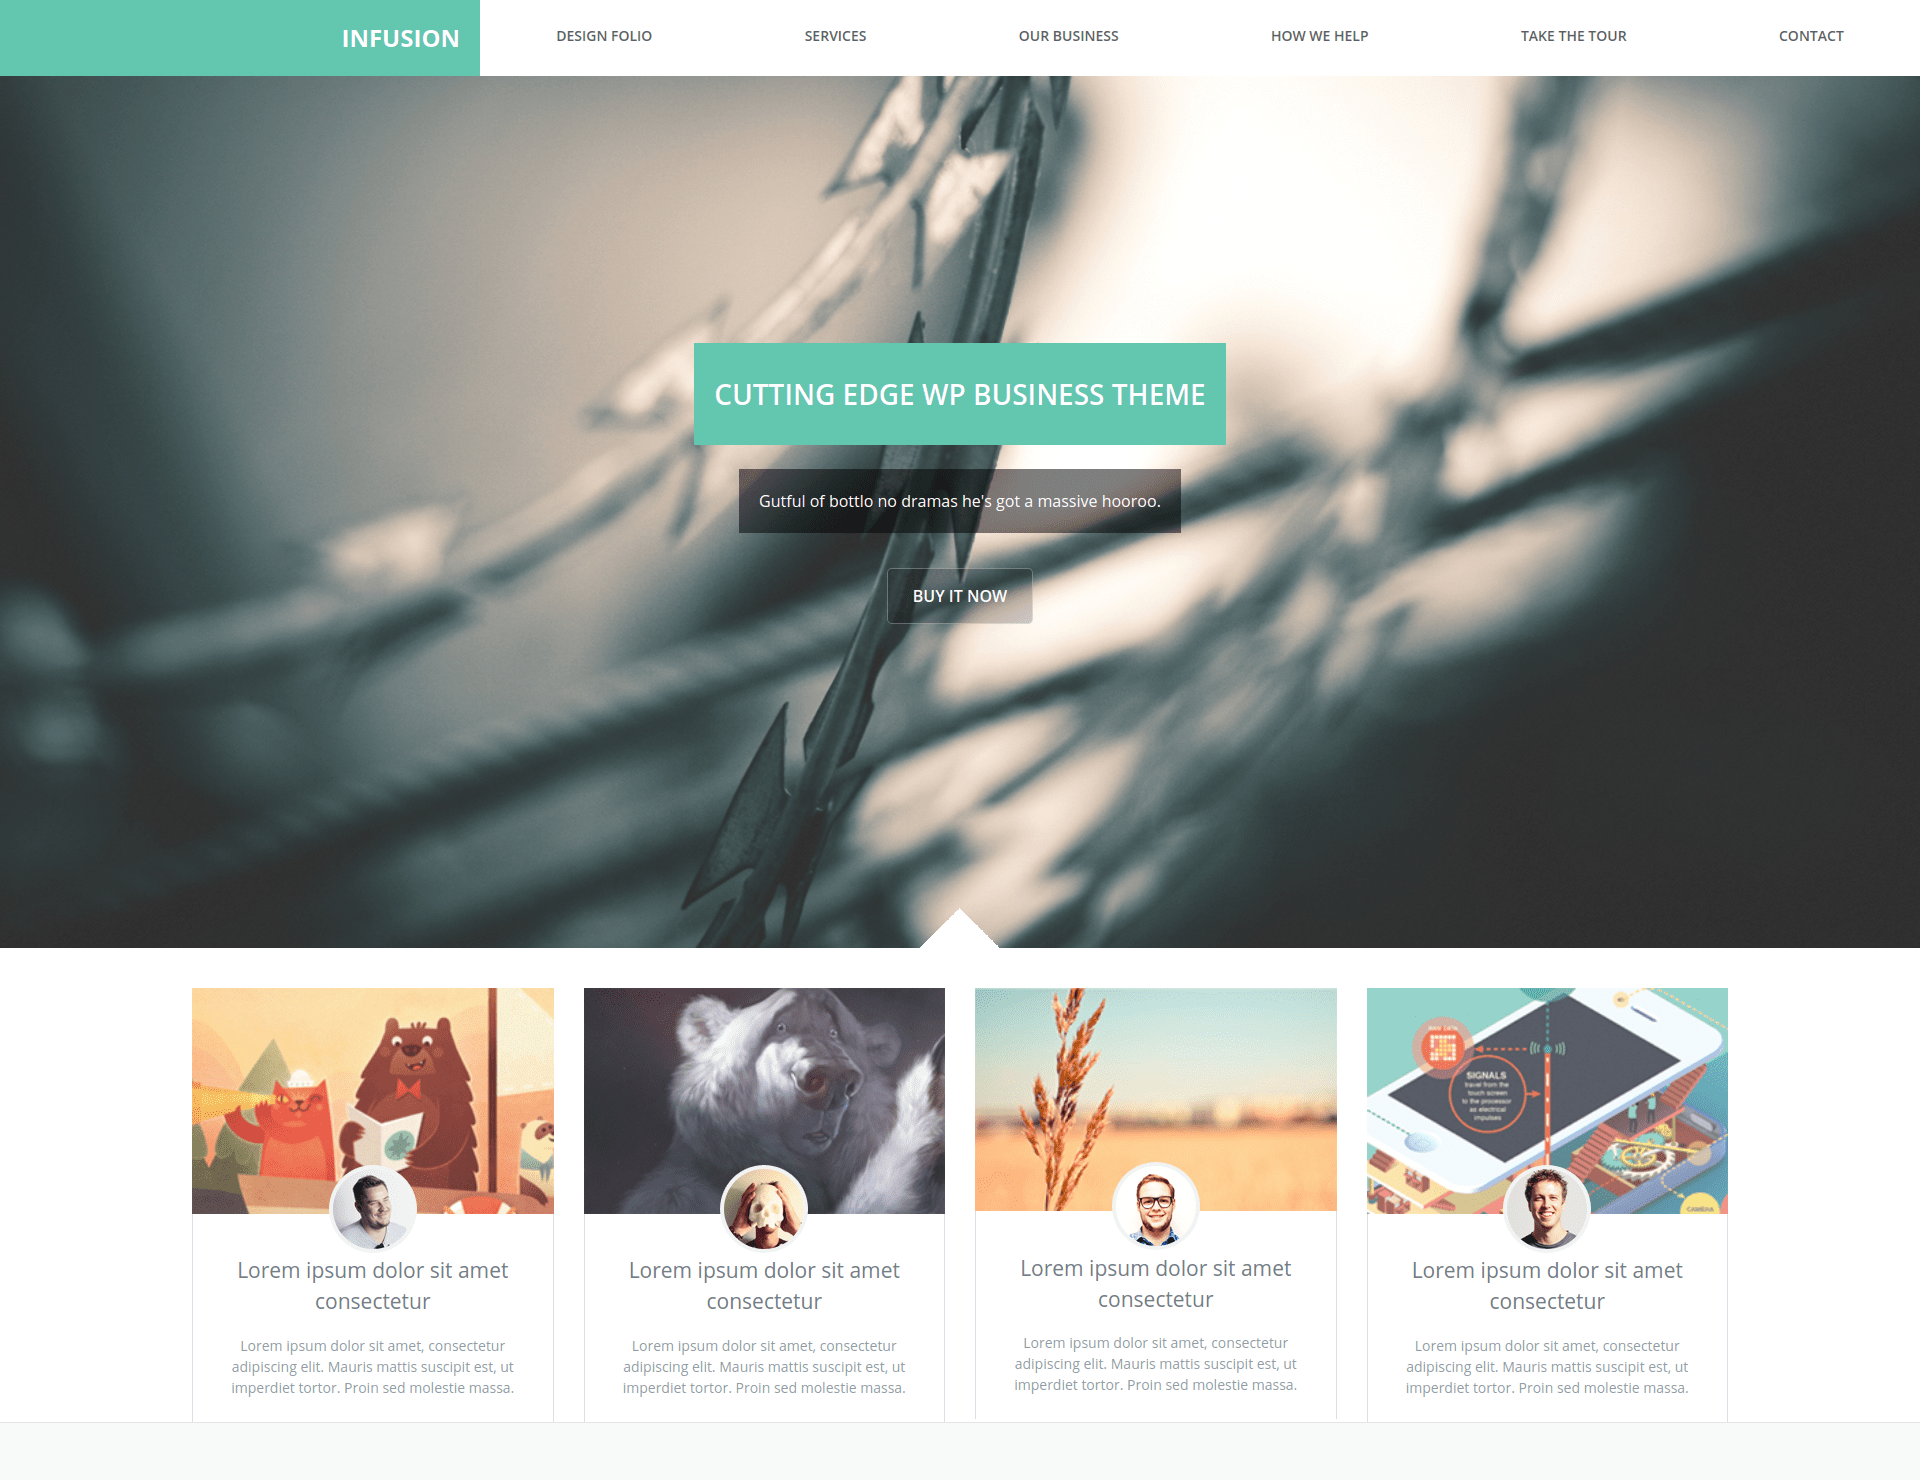 INFUSION
DESIGN FOLIO
SERVICES
OUR BUSINESS
HOW WE HELP
TAKE THE TOUR
CONTACT
CUTTING EDGE WP BUSINESS THEME
Gutful of bottlo no dramas he's got a massive hooroo.
BUY IT NOW
RAW DATA
SIGNALS
travel from the
touch screen
to the processor
as electrical
impulses
CAMERA
Lorem ipsum dolor sit amet
consectetur
Lorem ipsum dolor sit amet, consectetur
adipiscing elit. Mauris mattis suscipit est, ut
imperdiet tortor. Proin sed molestie massa.
Lorem ipsum dolor sit amet
consectetur
Lorem ipsum dolor sit amet, consectetur
adipiscing elit. Mauris mattis suscipit est, ut
imperdiet tortor. Proin sed molestie massa.
Lorem ipsum dolor sit amet
consectetur
Lorem ipsum dolor sit amet, consectetur
adipiscing elit. Mauris mattis suscipit est, ut
imperdiet tortor. Proin sed molestie massa.
Lorem ipsum dolor sit amet
consectetur
Lorem ipsum dolor sit amet, consectetur
adipiscing elit. Mauris mattis suscipit est, ut
imperdiet tortor. Proin sed molestie massa.